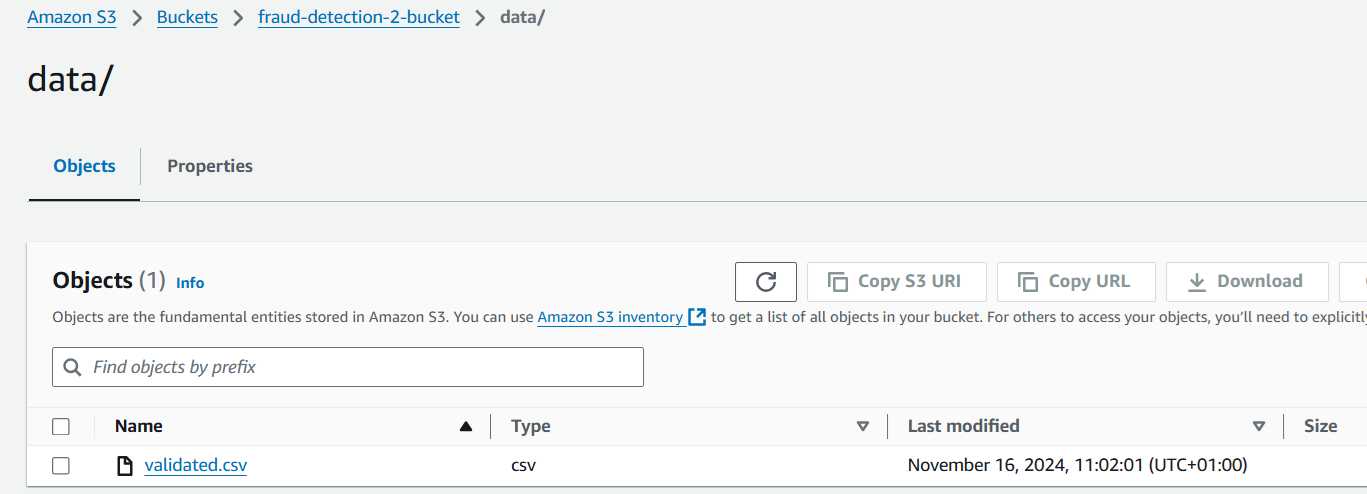 Amazon S3 > Buckets > fraud-detection-2-bucket > data/
data/
Objects Properties
Objects (1) Info Copy S3 URI Copy URL Download
Objects are the fundamental entities stored in Amazon S3. You can use Amazon S3 inventory to get a list of all objects in your bucket. For others to access your objects, you'll need to explicitly
Find objects by prefix
Name Type Last modified Size
validated.csv csv November 16, 2024, 11:02:01 (UTC+01:00)